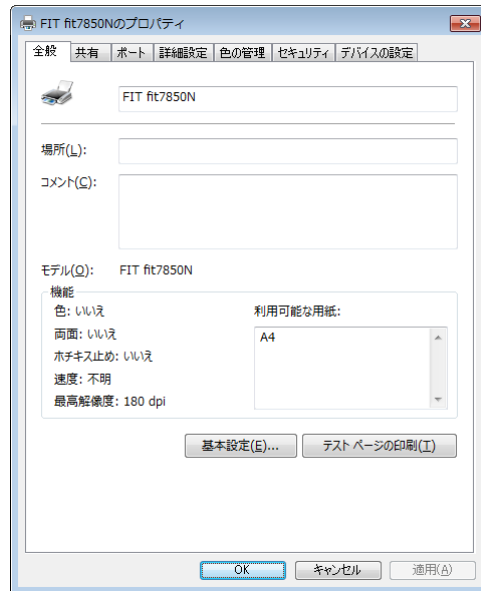 FIT fit7850Nのプロパティ
全般 共有 ポート 詳細設定 色の管理 セキュリティ デバイスの設定
FIT fit7850N
場所(L):
コメント(C):
モデル(O): FIT fit7850N
機能
色: いいえ 利用可能な用紙:
両面: いいえ A4
ホチキス止め: いいえ
速度: 不明
最高解像度: 180 dpi
基本設定(E)... テスト ページの印刷(T)
OK キャンセル 適用(A)